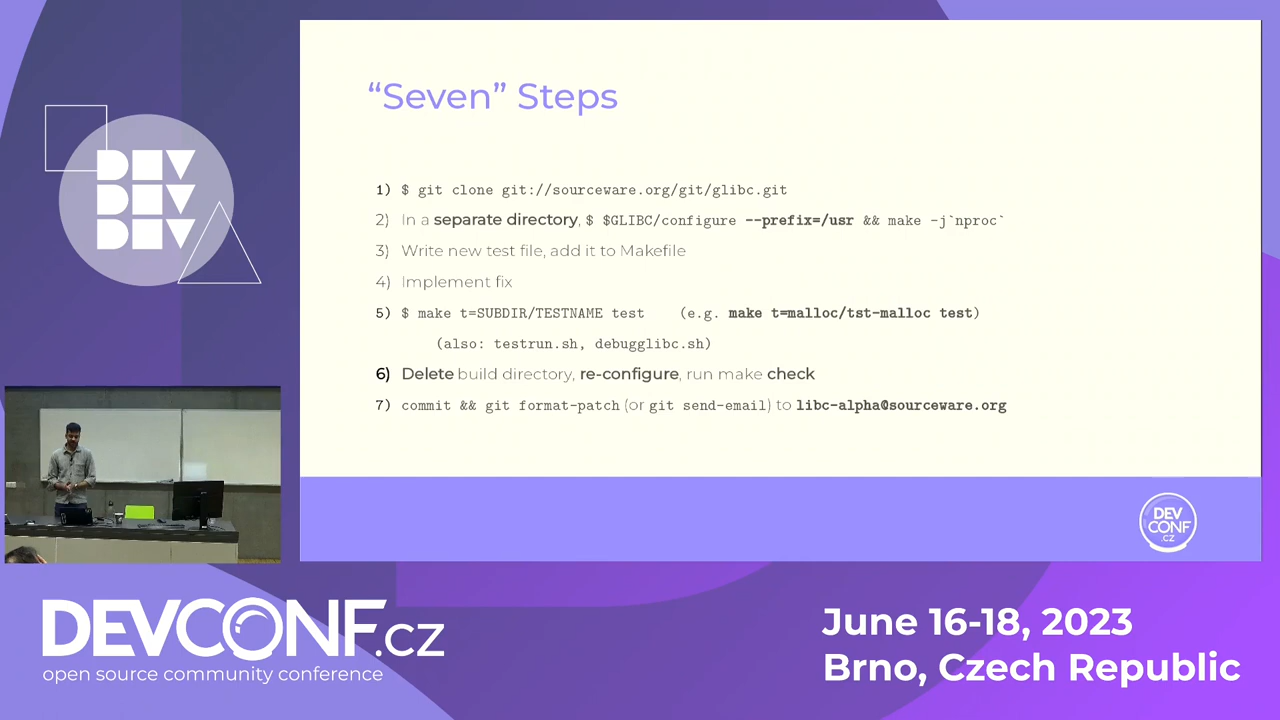 DEV
DEV
DEV
“Seven” Steps
1) $ git clone git://sourceware.org/git/glibc.git
2) In a separate directory, $ $GLIBC/configure --prefix=/usr && make -j`nproc`
3) Write new test file, add it to Makefile
4) Implement fix
5) $ make t=SUBDIR/TESTNAME test (e.g. make t=malloc/tst-malloc test)
(also: testrun.sh, debugglibc.sh)
6) Delete build directory, re-configure, run make check
7) commit && git format-patch (or git send-email) to libc-alpha@sourceware.org
DEV
CONF
.CZ
DEVCONF.cz
open source community conference
June 16-18, 2023
Brno, Czech Republic